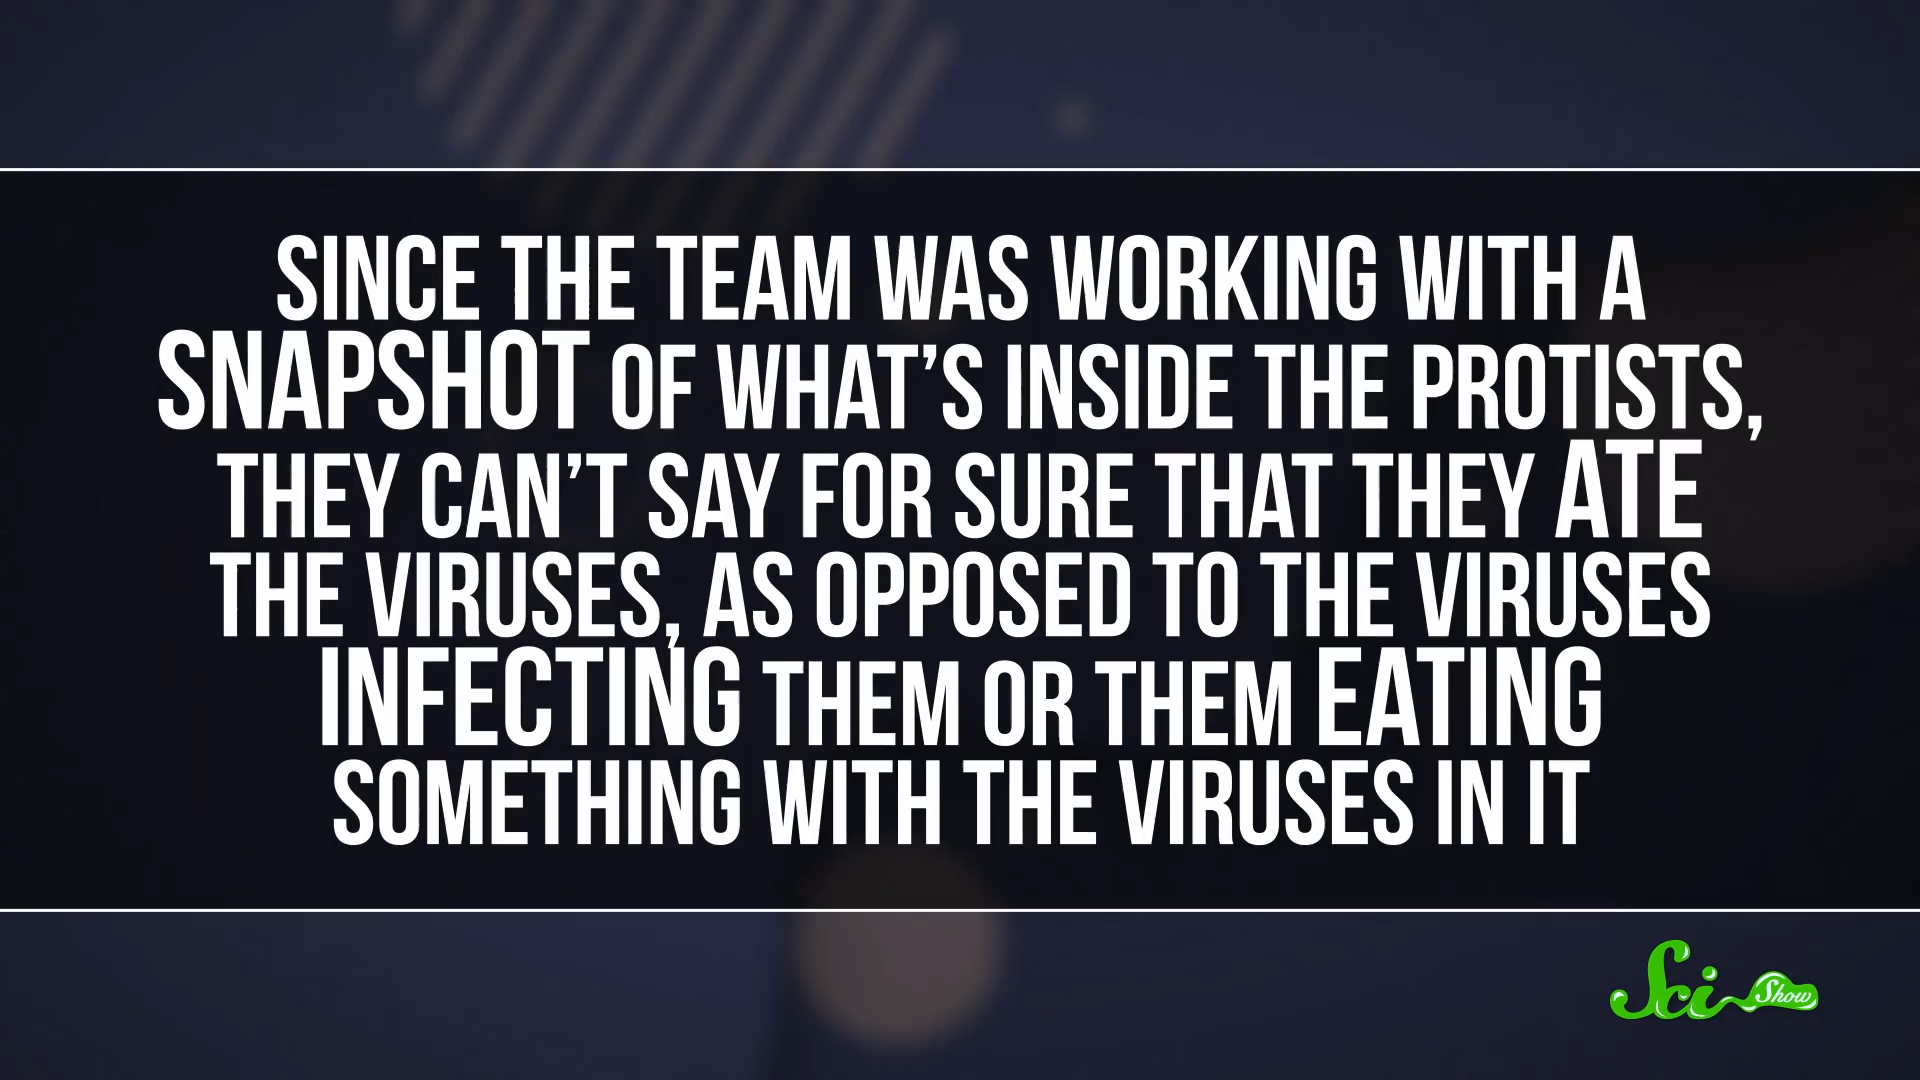 SINCE THE TEAM WAS WORKING WITH A
SNAPSHOT OF WHAT'S INSIDE THE PROTISTS,
THEY CAN'T SAY FOR SURE THAT THEY ATE
THE VIRUSES, AS OPPOSED TO THE VIRUSES
INFECTING THEM OR THEM EATING
SOMETHING WITH THE VIRUSES IN IT
Sci Show